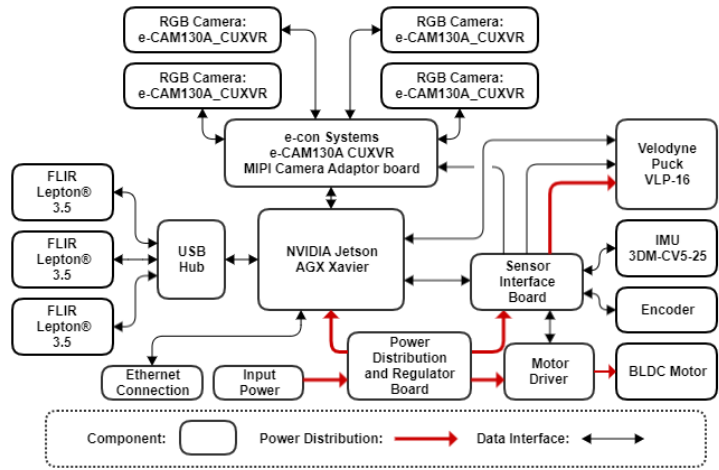 RGB Camera:
e-CAM130A_CUXVR
RGB Camera:
e-CAM130A_CUXVR
RGB Camera:
e-CAM130A_CUXVR
RGB Camera:
e-CAM130A_CUXVR
e-con Systems
e-CAM130A CUXVR
MIPI Camera Adaptor board
Velodyne
Puck
VLP-16
FLIR
Lepton®
3.5
FLIR
Lepton®
3.5
FLIR
Lepton®
3.5
USB
Hub
NVIDIA Jetson
AGX Xavier
Sensor
Interface
Board
IMU
3DM-CV5-25
Encoder
Ethernet
Connection
Input
Power
Power
Distribution
and Regulator
Board
Motor
Driver
BLDC Motor
Component:
Power Distribution:
Data Interface: